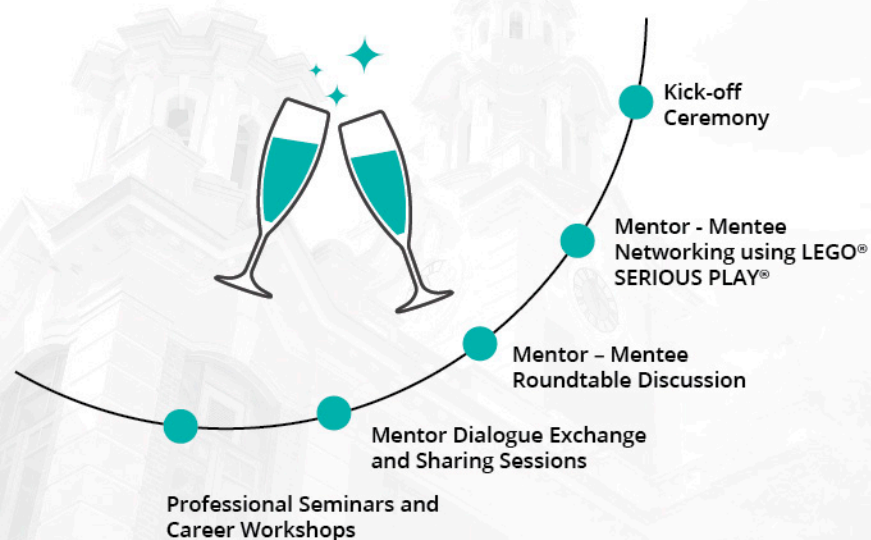 Kick-off
Ceremony
Mentor - Mentee
Networking using LEGO®
SERIOUS PLAY®
Mentor – Mentee
Roundtable Discussion
Mentor Dialogue Exchange
and Sharing Sessions
Professional Seminars and
Career Workshops